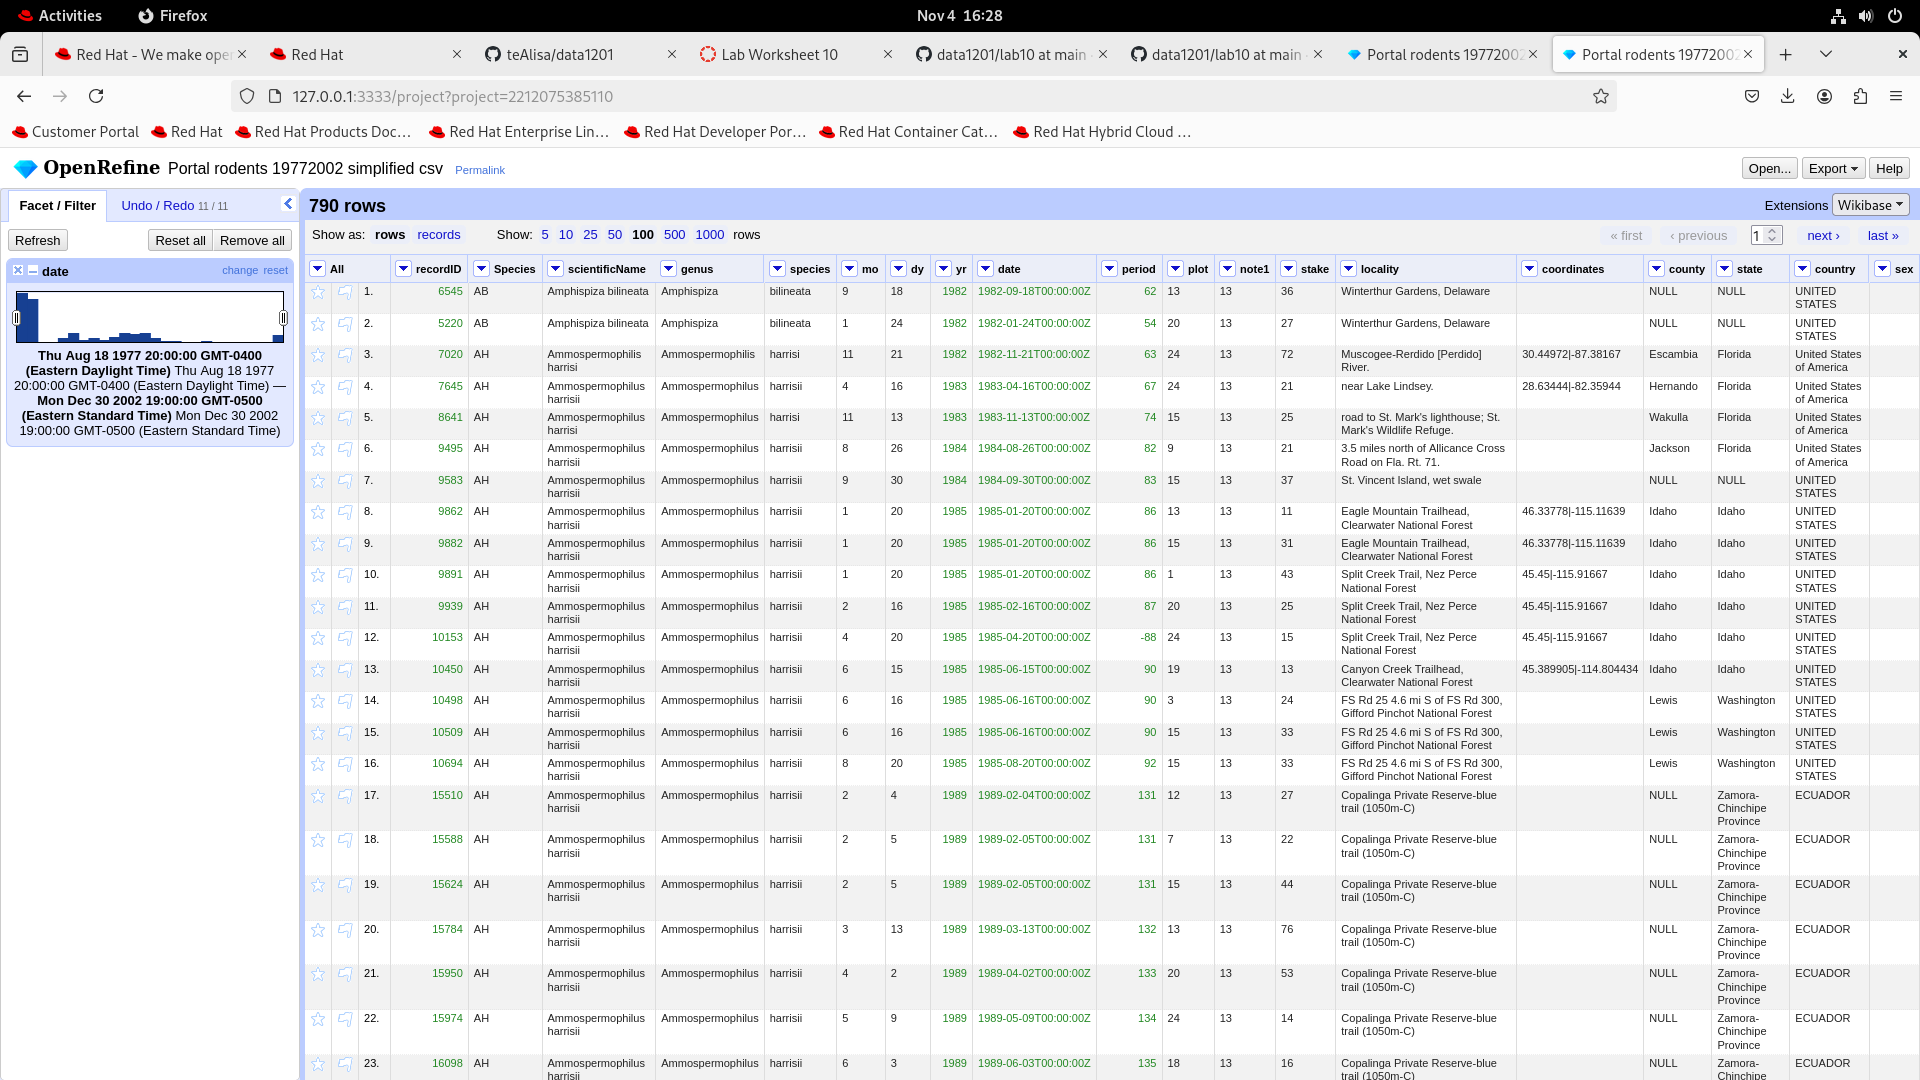 Activities Firefox Nov 4 16:28
Red Hat - We make ope Red Hat teAlisa/data1201 Lab Worksheet 10 data1201/lab10 at main data1201/lab10 at main Portal rodents 19772002 Portal rodents 19772002
127.0.0.1:3333/project?project=2212075385110
Customer Portal Red Hat Red Hat Products Doc… Red Hat Enterprise Lin… Red Hat Developer Por… Red Hat Container Cat… Red Hat Hybrid Cloud …
OpenRefine Portal rodents 19772002 simplified csv Permalink Open... Export Help
Facet / Filter Undo / Redo 11 / 11
790 rows Extensions Wikibase
Refresh Reset all Remove all
Show as: rows records Show: 5 10 25 50 100 500 1000 rows « first ‹ previous 1 next › last »
date change reset
Thu Aug 18 1977 20:00:00 GMT-0400
(Eastern Daylight Time) Thu Aug 18 1977
20:00:00 GMT-0400 (Eastern Daylight Time) —
Mon Dec 30 2002 19:00:00 GMT-0500
(Eastern Standard Time) Mon Dec 30 2002
19:00:00 GMT-0500 (Eastern Standard Time)
All recordID Species scientificName genus species mo dy yr date period plot note1 stake locality coordinates county state country sex
1. 6545 AB Amphispiza bilineata Amphispiza bilineata 9 18 1982 1982-09-18T00:00:00Z 62 13 13 36 Winterthur Gardens, Delaware NULL NULL UNITED
STATES
2. 5220 AB Amphispiza bilineata Amphispiza bilineata 1 24 1982 1982-01-24T00:00:00Z 54 20 13 27 Winterthur Gardens, Delaware NULL NULL UNITED
STATES
3. 7020 AH Ammospermophilis Ammospermophilis harrisi 11 21 1982 1982-11-21T00:00:00Z 63 24 13 72 Muscogee-Rerdido [Perdido] 30.44972|-87.38167 Escambia Florida United States
harrisi River. of America
4. 7645 AH Ammospermophilus Ammospermophilus harrisii 4 16 1983 1983-04-16T00:00:00Z 67 24 13 21 near Lake Lindsey. 28.63444|-82.35944 Hernando Florida United States
harrisii of America
5. 8641 AH Ammospermophilus Ammospermophilus harrisi 11 13 1983 1983-11-13T00:00:00Z 74 15 13 25 road to St. Mark's lighthouse; St. Wakulla Florida United States
harrisi Mark's Wildlife Refuge. of America
6. 9495 AH Ammospermophilus Ammospermophilus harrisii 8 26 1984 1984-08-26T00:00:00Z 82 9 13 21 3.5 miles north of Allicance Cross Jackson Florida United States
harrisii Road on Fla. Rt. 71. of America
7. 9583 AH Ammospermophilus Ammospermophilus harrisii 9 30 1984 1984-09-30T00:00:00Z 83 15 13 37 St. Vincent Island, wet swale NULL NULL UNITED
harrisii STATES
8. 9862 AH Ammospermophilus Ammospermophilus harrisii 1 20 1985 1985-01-20T00:00:00Z 86 13 13 11 Eagle Mountain Trailhead, 46.33778|-115.11639 Idaho Idaho UNITED
harrisii Clearwater National Forest STATES
9. 9882 AH Ammospermophilus Ammospermophilus harrisii 1 20 1985 1985-01-20T00:00:00Z 86 15 13 31 Eagle Mountain Trailhead, 46.33778|-115.11639 Idaho Idaho UNITED
harrisii Clearwater National Forest STATES
10. 9891 AH Ammospermophilus Ammospermophilus harrisii 1 20 1985 1985-01-20T00:00:00Z 86 1 13 43 Split Creek Trail, Nez Perce 45.45|-115.91667 Idaho Idaho UNITED
harrisii National Forest STATES
11. 9939 AH Ammospermophilus Ammospermophilus harrisii 2 16 1985 1985-02-16T00:00:00Z 87 20 13 25 Split Creek Trail, Nez Perce 45.45|-115.91667 Idaho Idaho UNITED
harrisii National Forest STATES
12. 10153 AH Ammospermophilus Ammospermophilus harrisii 4 20 1985 1985-04-20T00:00:00Z -88 24 13 15 Split Creek Trail, Nez Perce 45.45|-115.91667 Idaho Idaho UNITED
harrisii National Forest STATES
13. 10450 AH Ammospermophilus Ammospermophilus harrisii 6 15 1985 1985-06-15T00:00:00Z 90 19 13 13 Canyon Creek Trailhead, 45.389905|-114.804434 Idaho Idaho UNITED
harrisii Clearwater National Forest STATES
14. 10498 AH Ammospermophilus Ammospermophilus harrisii 6 16 1985 1985-06-16T00:00:00Z 90 3 13 24 FS Rd 25 4.6 mi S of FS Rd 300, Lewis Washington UNITED
harrisii Gifford Pinchot National Forest STATES
15. 10509 AH Ammospermophilus Ammospermophilus harrisii 6 16 1985 1985-06-16T00:00:00Z 90 15 13 33 FS Rd 25 4.6 mi S of FS Rd 300, Lewis Washington UNITED
harrisii Gifford Pinchot National Forest STATES
16. 10694 AH Ammospermophilus Ammospermophilus harrisii 8 20 1985 1985-08-20T00:00:00Z 92 15 13 33 FS Rd 25 4.6 mi S of FS Rd 300, Lewis Washington UNITED
harrisii Gifford Pinchot National Forest STATES
17. 15510 AH Ammospermophilus Ammospermophilus harrisii 2 4 1989 1989-02-04T00:00:00Z 131 12 13 27 Copalinga Private Reserve-blue NULL Zamora- ECUADOR
harrisii trail (1050m-C) Chinchipe
Province
18. 15588 AH Ammospermophilus Ammospermophilus harrisii 2 5 1989 1989-02-05T00:00:00Z 131 7 13 22 Copalinga Private Reserve-blue NULL Zamora- ECUADOR
harrisii trail (1050m-C) Chinchipe
Province
19. 15624 AH Ammospermophilus Ammospermophilus harrisii 2 5 1989 1989-02-05T00:00:00Z 131 15 13 44 Copalinga Private Reserve-blue NULL Zamora- ECUADOR
harrisii trail (1050m-C) Chinchipe
Province
20. 15784 AH Ammospermophilus Ammospermophilus harrisii 3 13 1989 1989-03-13T00:00:00Z 132 13 13 76 Copalinga Private Reserve-blue NULL Zamora- ECUADOR
harrisii trail (1050m-C) Chinchipe
Province
21. 15950 AH Ammospermophilus Ammospermophilus harrisii 4 2 1989 1989-04-02T00:00:00Z 133 20 13 53 Copalinga Private Reserve-blue NULL Zamora- ECUADOR
harrisii trail (1050m-C) Chinchipe
Province
22. 15974 AH Ammospermophilus Ammospermophilus harrisii 5 9 1989 1989-05-09T00:00:00Z 134 24 13 14 Copalinga Private Reserve-blue NULL Zamora- ECUADOR
harrisii trail (1050m-C) Chinchipe
Province
23. 16098 AH Ammospermophilus Ammospermophilus harrisii 6 3 1989 1989-06-03T00:00:00Z 135 18 13 16 Copalinga Private Reserve-blue NULL Zamora- ECUADOR
harrisii trail (1050m-C) Chinchipe